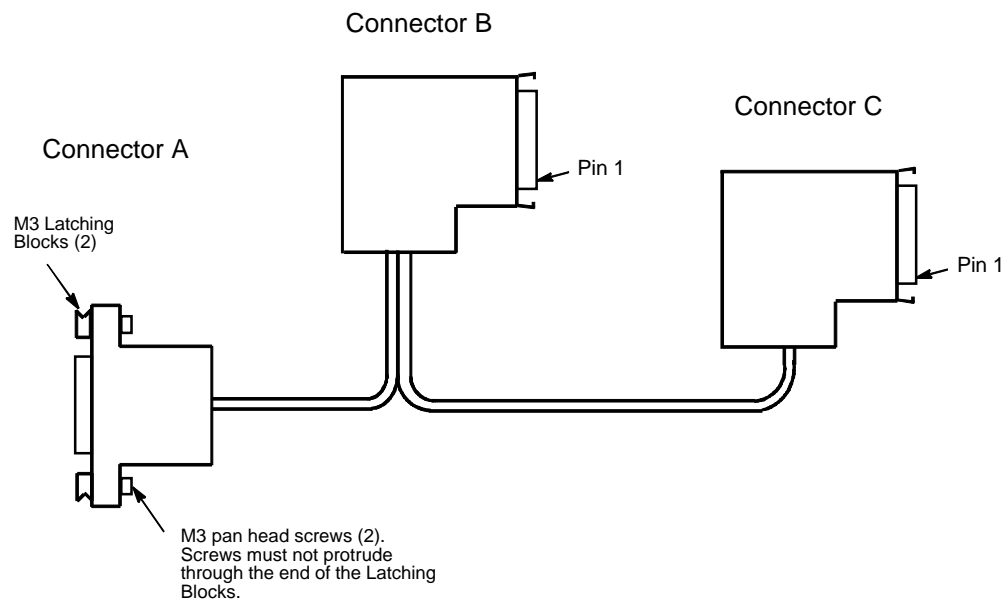 Connector B
Connector C
Connector A
Pin 1
M3 Latching
Blocks (2)
Pin 1
M3 pan head screws (2).
Screws must not protrude
through the end of the Latching
Blocks.